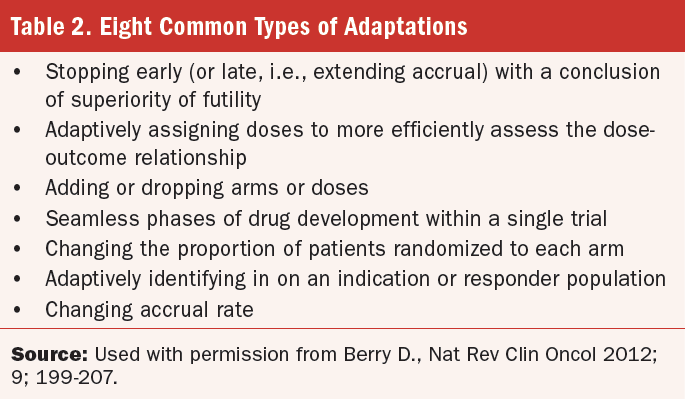 Table 2. Eight Common Types of Adaptations
• Stopping early (or late, i.e., extending accrual) with a conclusion
of superiority of futility
• Adaptively assigning doses to more efficiently assess the dose-
outcome relationship
• Adding or dropping arms or doses
• Seamless phases of drug development within a single trial
• Changing the proportion of patients randomized to each arm
• Adaptively identifying in on an indication or responder population
• Changing accrual rate
Source: Used with permission from Berry D., Nat Rev Clin Oncol 2012;
9; 199-207.